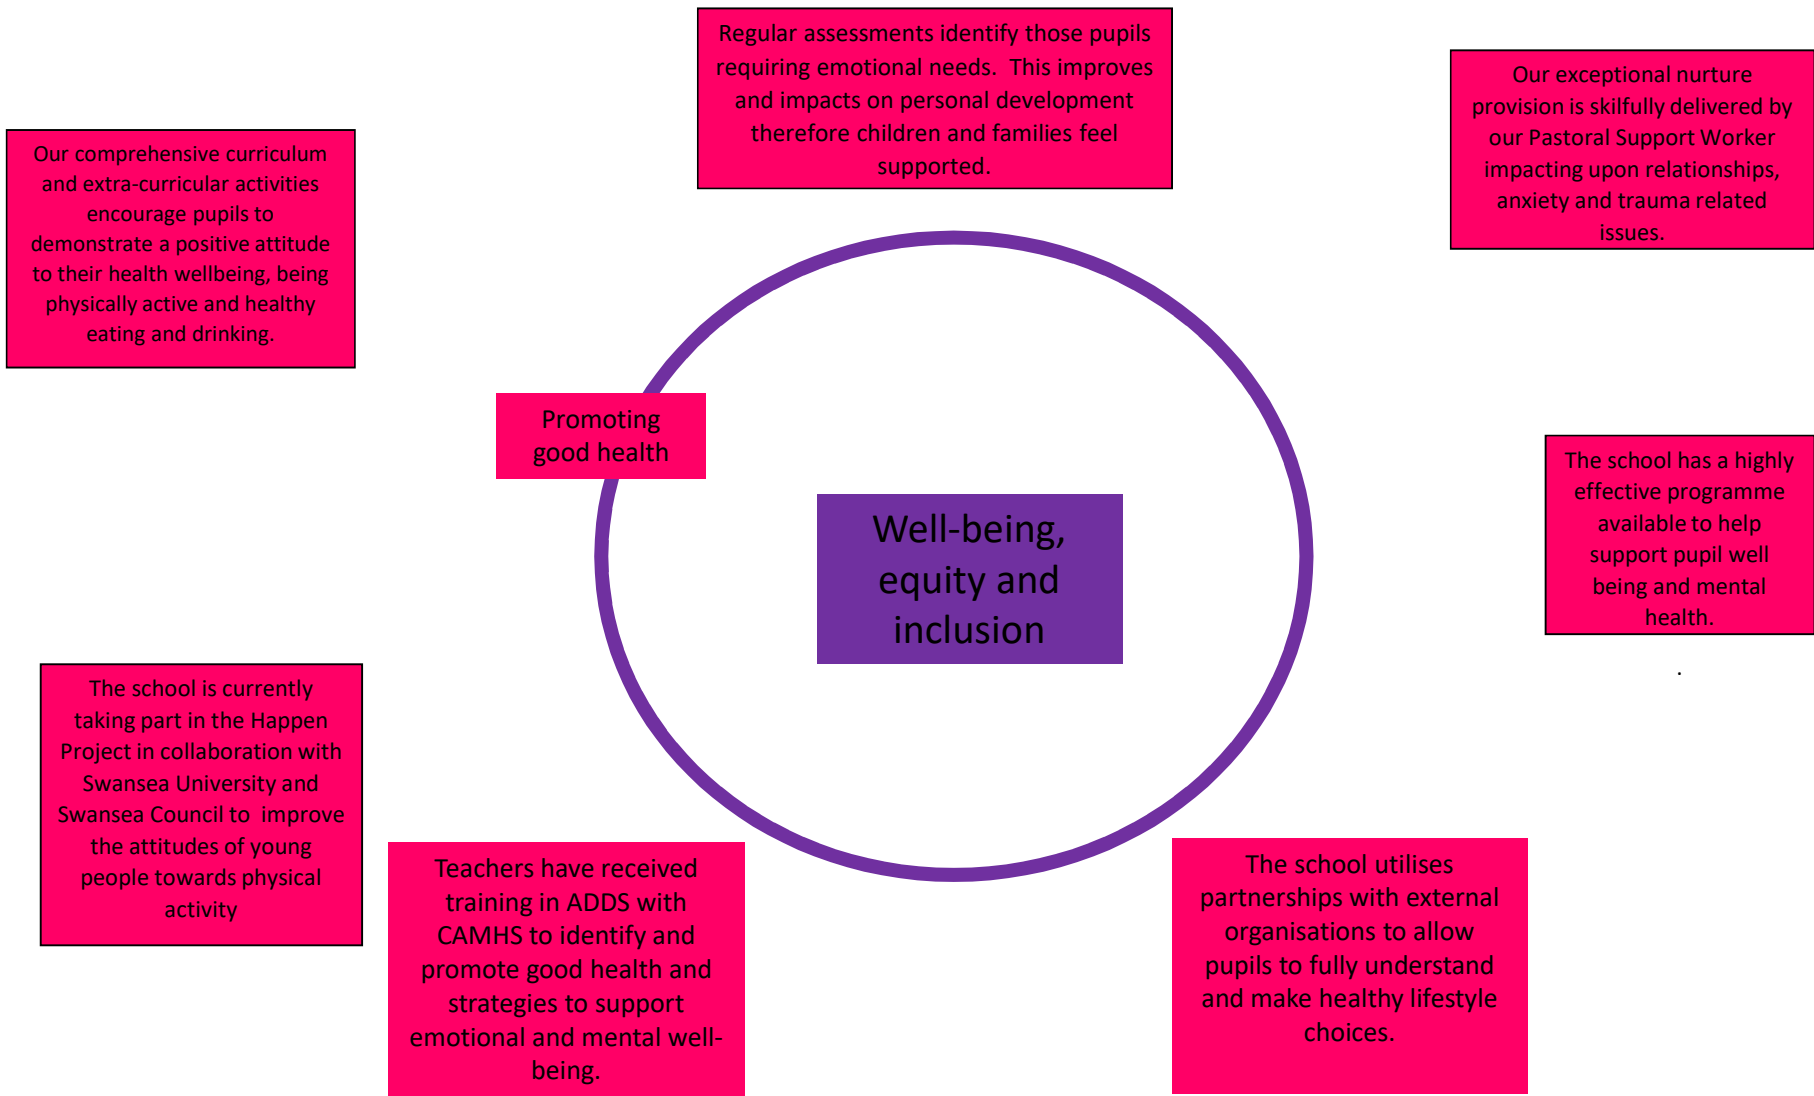 Regular assessments identify those pupils
requiring emotional needs.  This improves
and impacts on personal development
therefore children and families feel
supported.
Our exceptional nurture
provision is skilfully delivered by
our Pastoral Support Worker
impacting upon relationships,
anxiety and trauma related
issues.
Our comprehensive curriculum
and extra-curricular activities
encourage pupils to
demonstrate a positive attitude
to their health wellbeing, being
physically active and healthy
eating and drinking.
Promoting
good health
The school has a highly
effective programme
available to help
support pupil well
being and mental
health.
.
Well-being,
equity and
inclusion
The school is currently
taking part in the Happen
Project in collaboration with
Swansea University and
Swansea Council to  improve
the attitudes of young
people towards physical
activity
Teachers have received
training in ADDS with
CAMHS to identify and
promote good health and
strategies to support
emotional and mental well-
being.
The school utilises
partnerships with external
organisations to allow
pupils to fully understand
and make healthy lifestyle
choices.